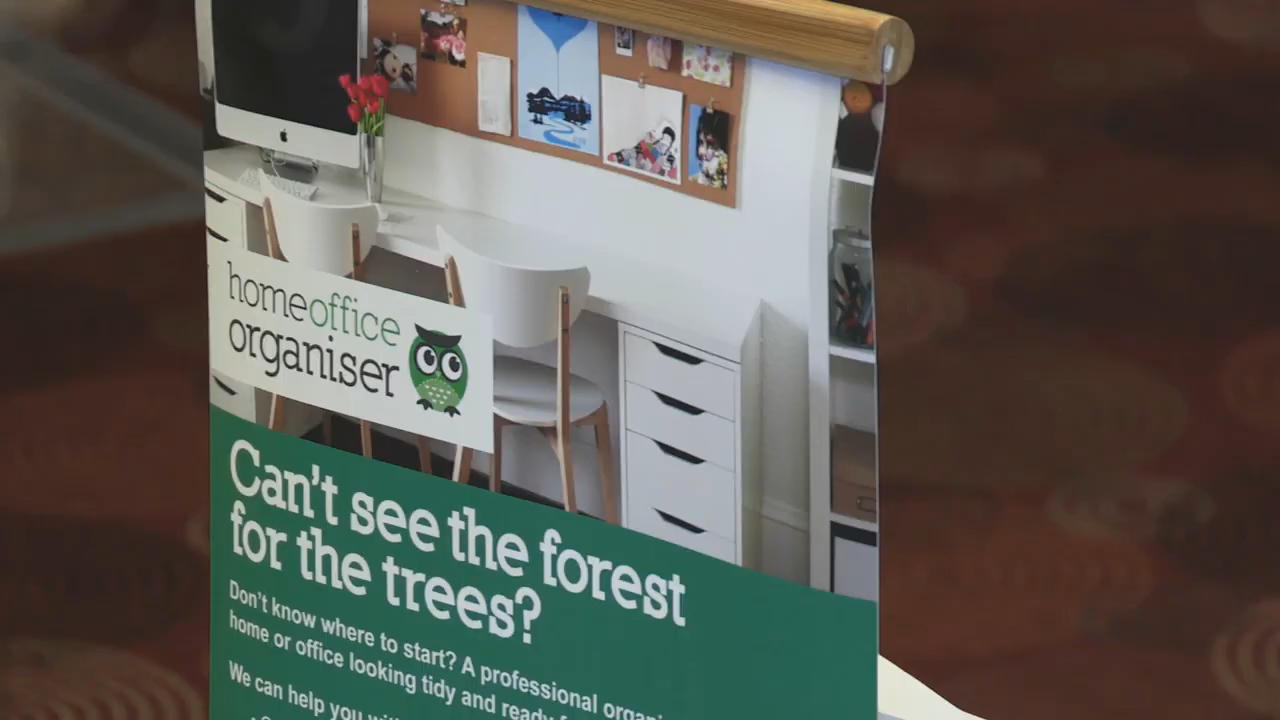 homeoffice
organiser
Can't see the forest
for the trees?
Don't know where to start? A professional
home or office looking tidy and ready
We can help you